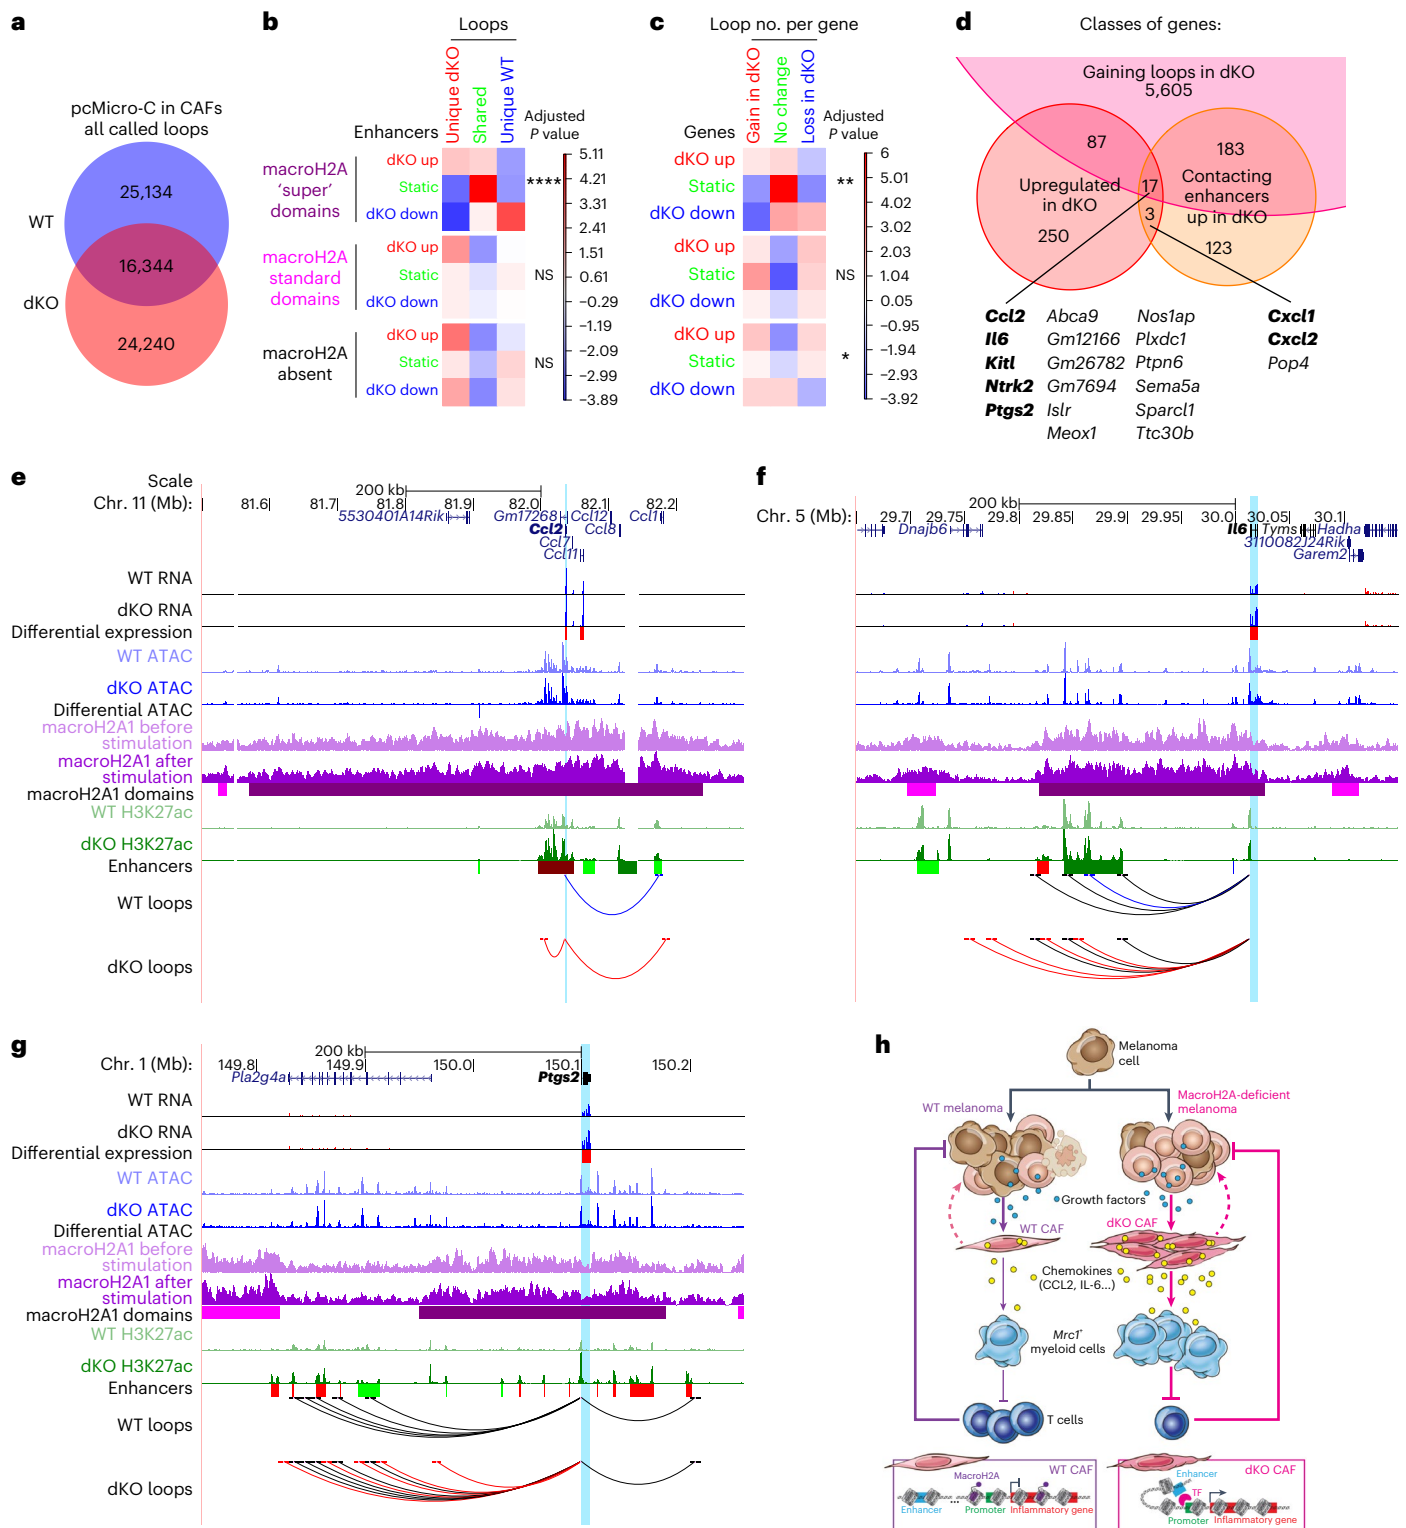 a
pcMicro-C in CAFs
all called loops
25,134
WT
16,344
dKO
24,240
b
Loops
Unique dKO
Shared
Unique WT
Enhancers
Adjusted
P value
macroH2A
'super'
domains
dKO up
Static
dKO down
****
macroH2A
standard
domains
dKO up
Static
dKO down
NS
macroH2A
absent
dKO up
Static
dKO down
NS
5.11
4.21
3.31
2.41
1.51
0.61
−0.29
−1.19
−2.09
−2.99
−3.89
c
Loop no. per gene
Gain in dKO
No change
Loss in dKO
Genes
Adjusted
P value
dKO up
Static
dKO down
**
dKO up
Static
dKO down
NS
dKO up
Static
dKO down
*
6
5.01
4.02
3.02
2.03
1.04
0.05
−0.95
−1.94
−2.93
−3.92
d
Classes of genes:
Gaining loops in dKO
5,605
87
183
Upregulated
in dKO
17
Contacting
enhancers
up in dKO
3
250
123
Ccl2
Il6
Kitl
Ntrk2
Ptgs2
Abca9
Gm12166
Gm26782
Gm7694
Islr
Meox1
Nos1ap
Plxdc1
Ptpn6
Sema5a
Sparcl1
Ttc30b
Cxcl1
Cxcl2
Pop4
e
Scale
200 kb
Chr. 11 (Mb):
81.6 81.7 81.8 81.9 82.0 82.1 82.2
5530401A14Rik Gm17268 Ccl12 Ccl1
Ccl2 Ccl8
Ccl7
Ccl11
WT RNA
dKO RNA
Differential expression
WT ATAC
dKO ATAC
Differential ATAC
macroH2A1 before
stimulation
macroH2A1 after
stimulation
macroH2A1 domains
WT H3K27ac
dKO H3K27ac
Enhancers
WT loops
dKO loops
f
200 kb
Chr. 5 (Mb):
29.7 29.75 29.8 29.85 29.9 29.95 30.0 30.05 30.1
Dnajb6 Il6 Tyms Hadha
3110082J24Rik
Garem2
g
200 kb
Chr. 1 (Mb):
149.8 149.9 150.0 150.1 150.2
Pla2g4a Ptgs2
WT RNA
dKO RNA
Differential expression
WT ATAC
dKO ATAC
Differential ATAC
macroH2A1 before
stimulation
macroH2A1 after
stimulation
macroH2A1 domains
WT H3K27ac
dKO H3K27ac
Enhancers
WT loops
dKO loops
h
Melanoma
cell
WT melanoma
MacroH2A-deficient
melanoma
Growth factors
WT CAF
dKO CAF
Chemokines
(CCL2, IL-6...)
Mrc1+
myeloid cells
T cells
WT CAF
MacroH2A
Enhancer
...
Promoter
Inflammatory gene
dKO CAF
Enhancer
TF
Promoter
Inflammatory gene